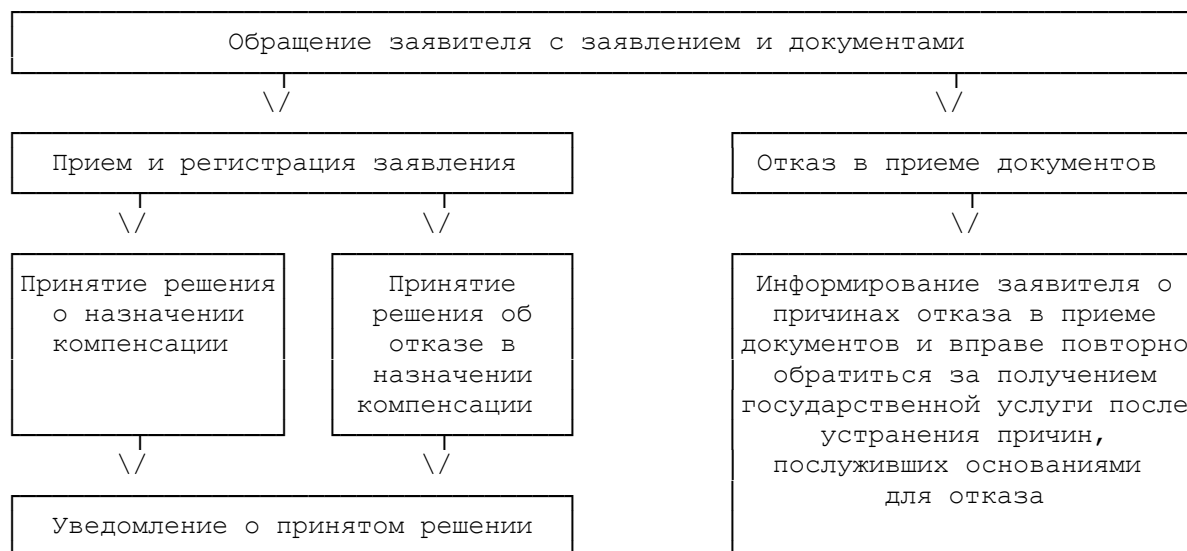 Обращение заявителя с заявлением и документами
Прием и регистрация заявления
Отказ в приеме документов
Принятие решения
о назначении
компенсации
Принятие
решения об
отказе в
назначении
компенсации
Информирование заявителя о
причинах отказа в приеме
документов и вправе повторно
обратиться за получением
государственной услуги после
устранения причин,
послуживших основаниями
для отказа
Уведомление о принятом решении